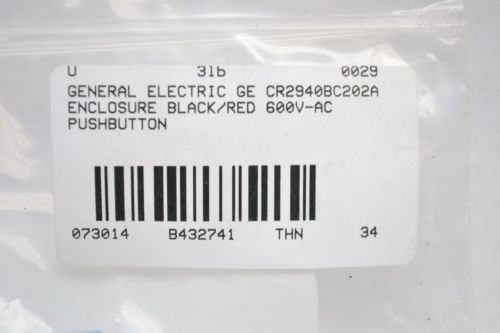 U 31b 0029
GENERAL ELECTRIC GE CR2940BC202A
ENCLOSURE BLACK/RED 600V-AC
PUSHBUTTON
073014 B432741 THN 34